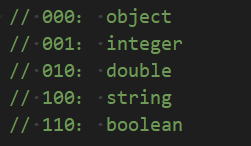 // 000: object
// 001: integer
// 010: double
// 100: string
// 110: boolean